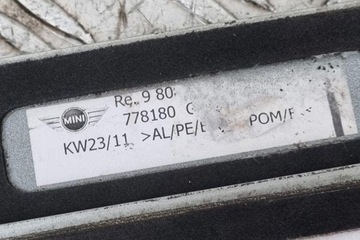 MINI
Re. 9 80
778180
KW23/11 >AL/PE/ POM/